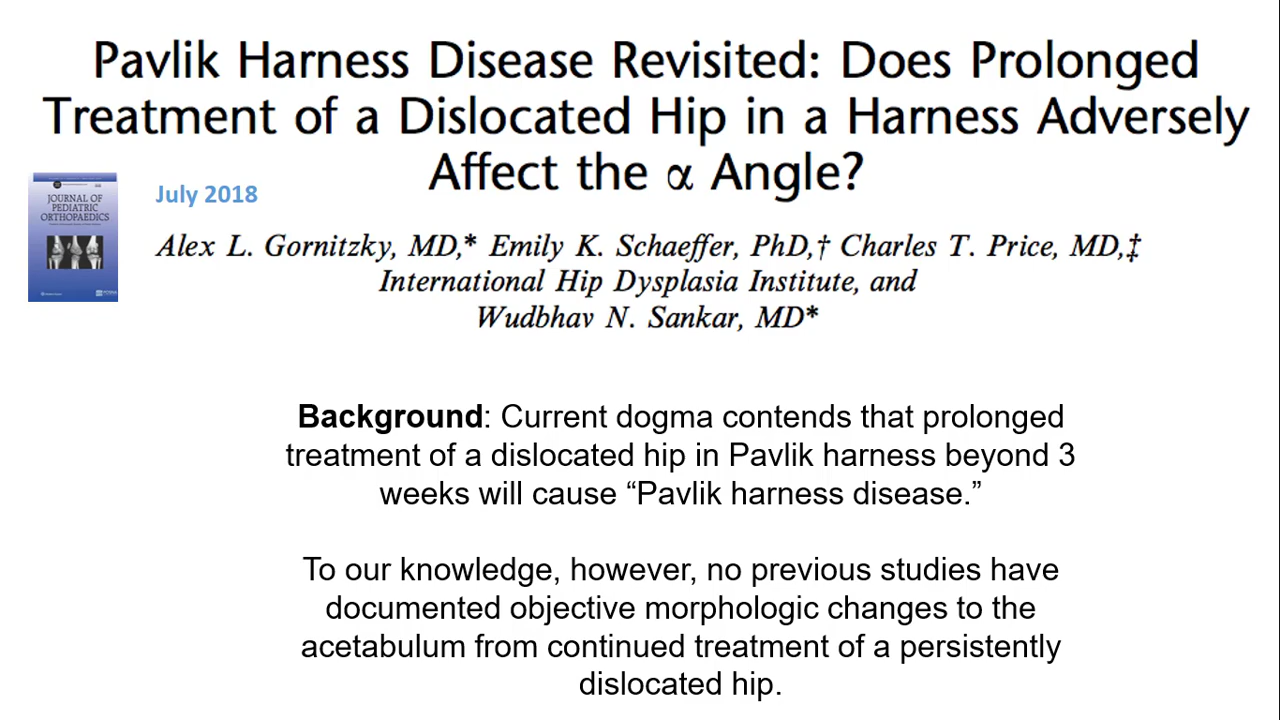 Pavlik Harness Disease Revisited: Does Prolonged
Treatment of a Dislocated Hip in a Harness Adversely
Affect the α Angle?
JOURNAL OF
PEDIATRIC
ORTHOPAEDICS
July 2018
Alex L. Gornitzky, MD,* Emily K. Schaeffer, PhD,† Charles T. Price, MD,‡
International Hip Dysplasia Institute, and
Wudbhav N. Sankar, MD*
Background: Current dogma contends that prolonged
treatment of a dislocated hip in Pavlik harness beyond 3
weeks will cause “Pavlik harness disease.”
To our knowledge, however, no previous studies have
documented objective morphologic changes to the
acetabulum from continued treatment of a persistently
dislocated hip.